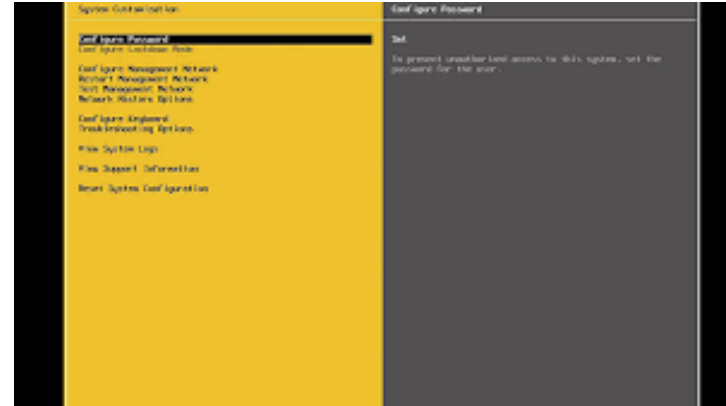 System Customization
Configure Password
Configure Lockdown Mode
Configure Management Network
Restart Management Network
Test Management Network
Network Restore Options
Configure Keyboard
Troubleshooting Options
View System Logs
View Support Information
Reset System Configuration
Configure Password
Set
To prevent unauthorized access to this system, set the
password for the user.